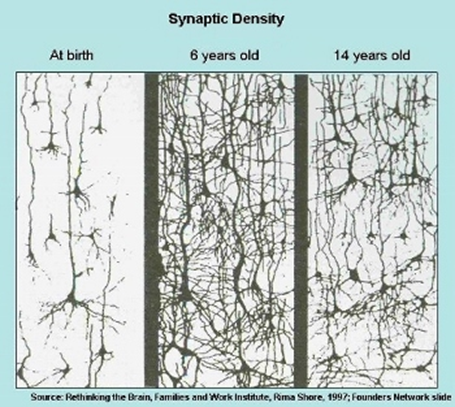 Synaptic Density
At birth 6 years old 14 years old
Source: Rethinking the Brain, Families and Work Institute, Rima Shore, 1997; Founders Network slide